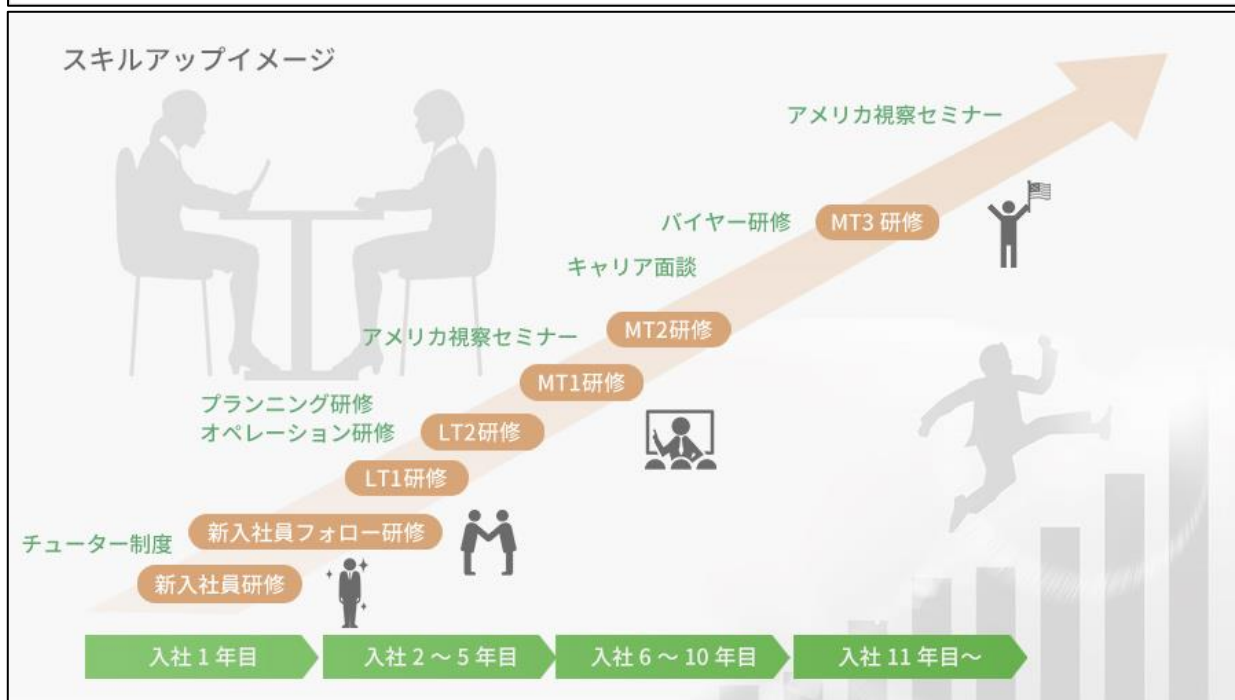 スキルアップイメージ
アメリカ視察セミナー
バイヤー研修
MT3 研修
キャリア面談
アメリカ視察セミナー
MT2研修
MT1研修
プランニング研修
オペレーション研修
LT2研修
LT1研修
チューター制度
新入社員フォロー研修
新入社員研修
入社 1 年目
入社 2 ～ 5 年目
入社 6 ～ 10 年目
入社 11 年目～